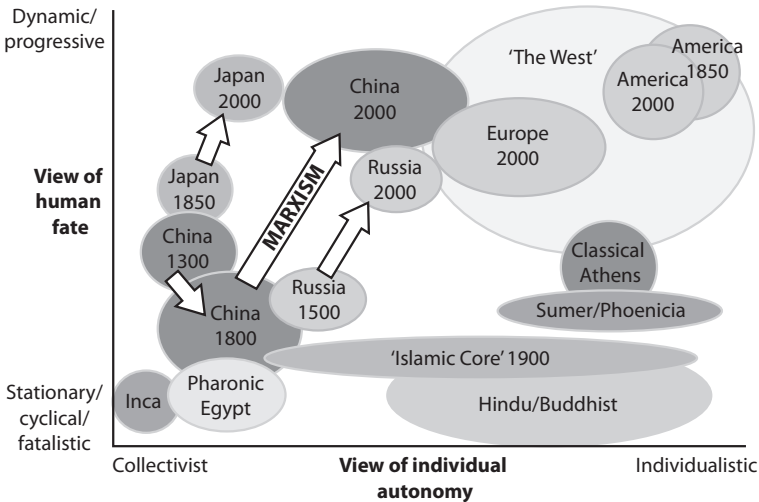 Dynamic/
progressive
View of
human
fate
Stationary/
cyclical/
fatalistic
Japan
2000
China
2000
'The West'
America
1850
America
2000
Europe
2000
Russia
2000
Japan
1850
China
1300
MARXISM
China
1800
Russia
1500
Classical
Athens
Sumer/Phoenicia
'Islamic Core' 1900
Inca
Pharonic
Egypt
Hindu/Buddhist
Collectivist
View of individual
autonomy
Individualistic